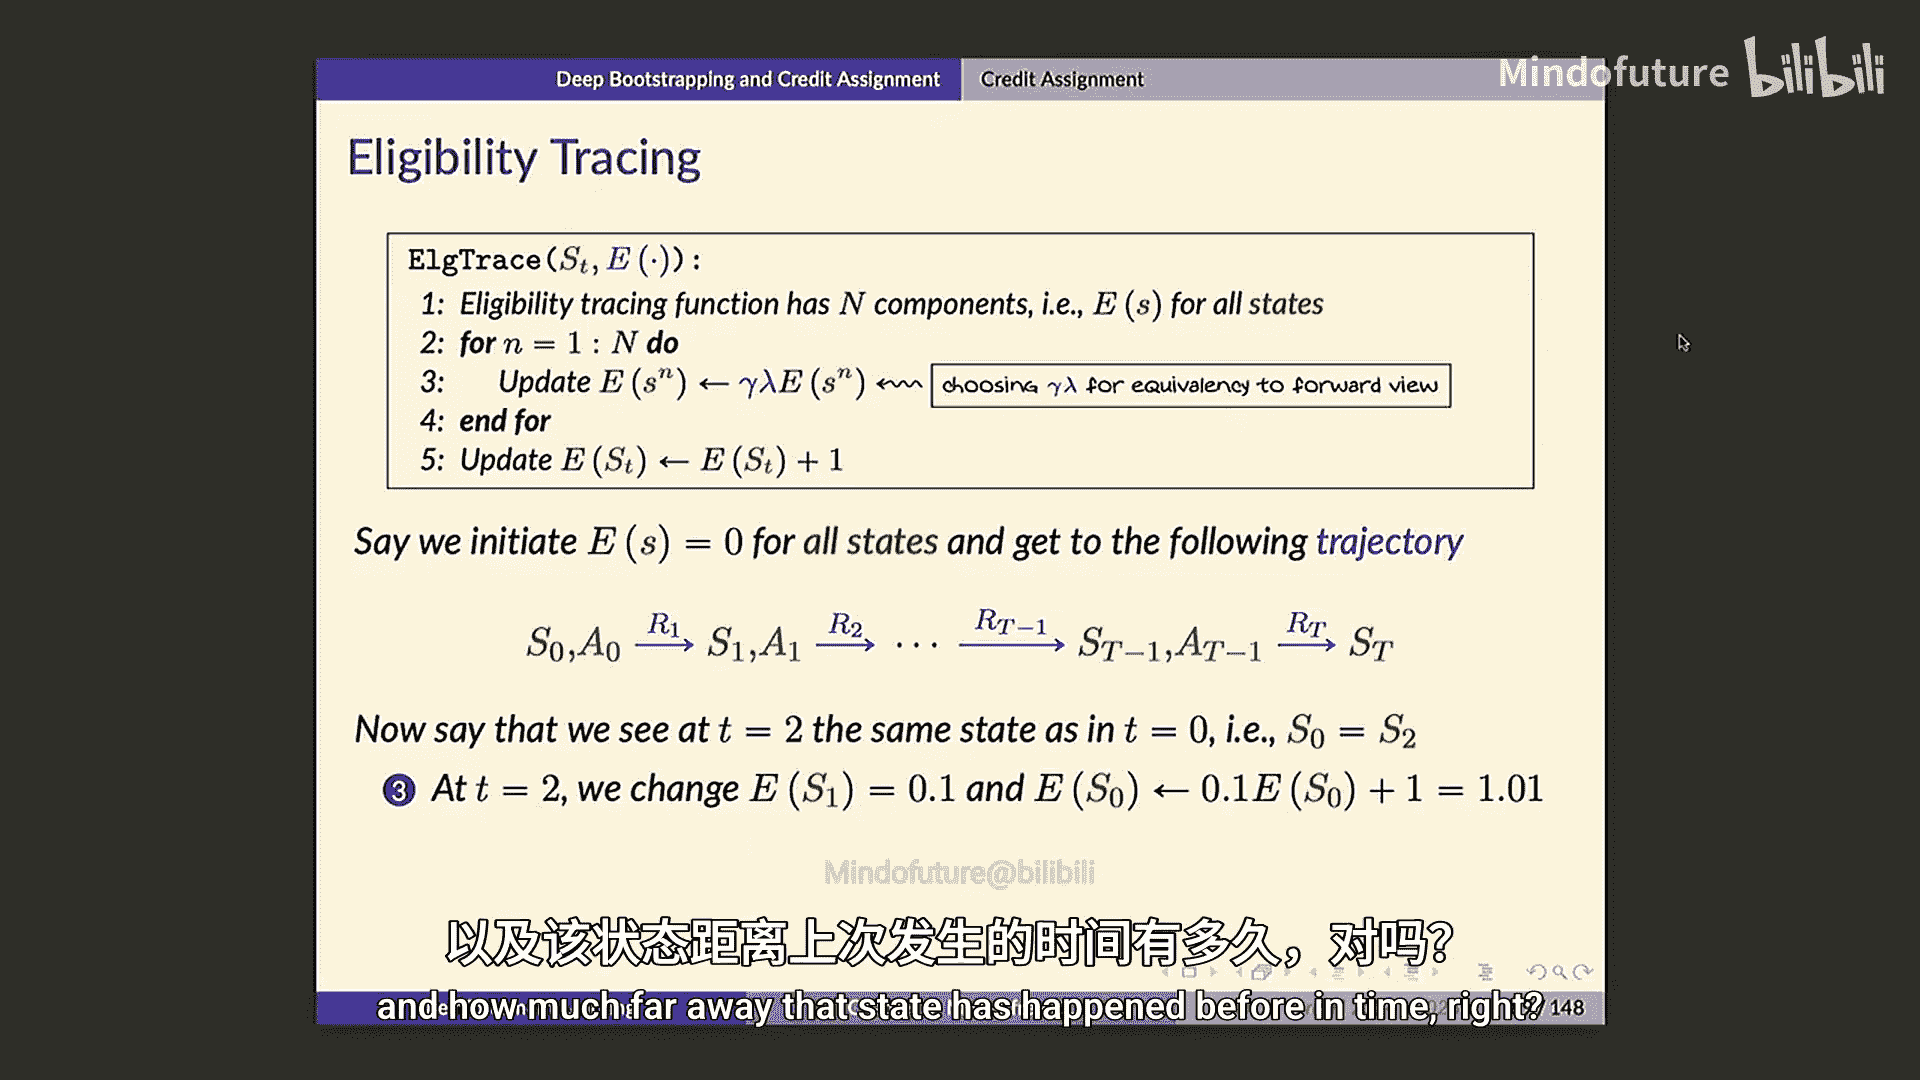 Deep Bootstrapping and Credit Assignment Credit Assignment
Mindofuture bilibili
Eligibility Tracing
ElgTrace(S_t, E(·)):
1: Eligibility tracing function has N components, i.e., E(s) for all states
2: for n = 1 : N do
3: Update E(s^n) ← γλE(s^n) ⇜ choosing γλ for equivalency to forward view
4: end for
5: Update E(S_t) ← E(S_t) + 1
Say we initiate E(s) = 0 for all states and get to the following trajectory
S_0, A_0 →^{R_1} S_1, A_1 →^{R_2} ··· →^{R_{T−1}} S_{T−1}, A_{T−1} →^{R_T} S_T
Now say that we see at t = 2 the same state as in t = 0, i.e., S_0 = S_2
3 At t = 2, we change E(S_1) = 0.1 and E(S_0) ← 0.1E(S_0) + 1 = 1.01
Mindofuture@bilibili
以及该状态距离上次发生的时间有多久，对吗？
and how much far away that state has happened before in time, right?
/ 148